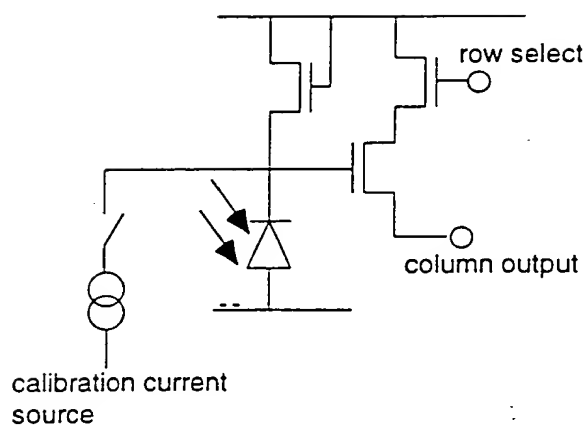 row select
column output
calibration current
source